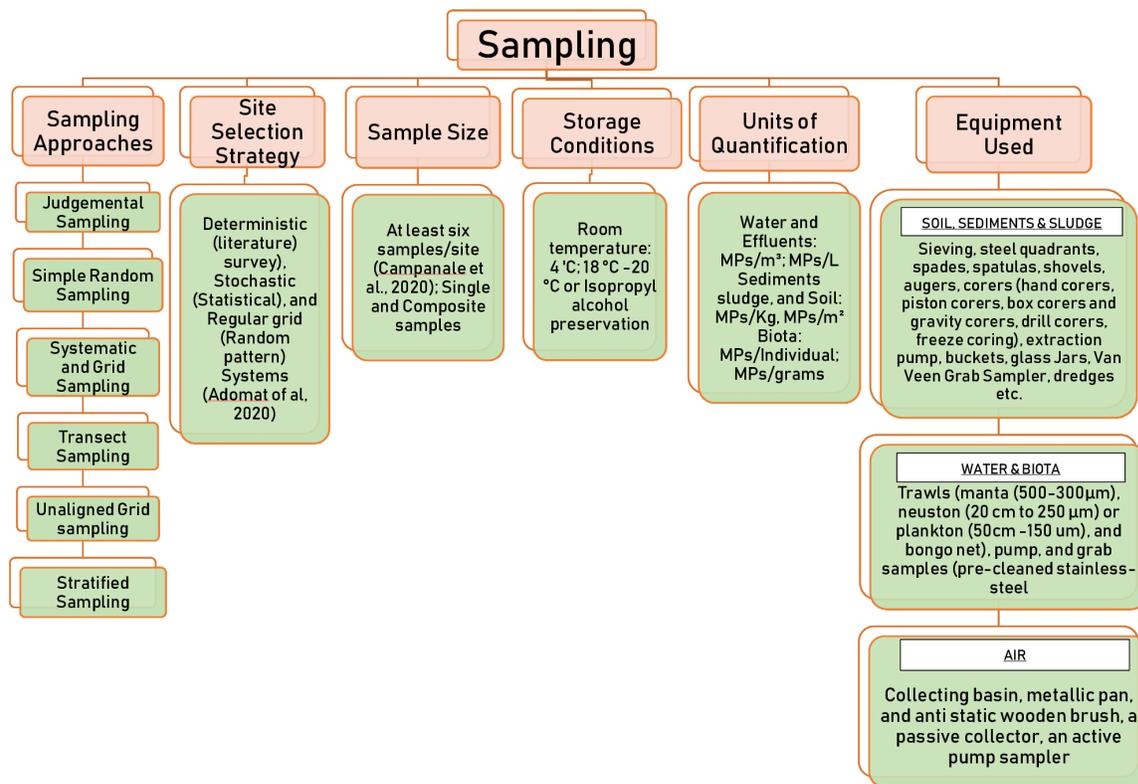 Sampling
Sampling
Approaches
Judgemental
Sampling
Simple Random
Sampling
Systematic
and Grid
Sampling
Transect
Sampling
Unaligned Grid
sampling
Stratified
Sampling
Site
Selection
Strategy
Deterministic
(literature)
survey),
Stochastic
(Statistical), and
Regular grid
(Random
pattern)
Systems
(Adomat of al,
2020)
Sample Size
At least six
samples/site
(Campanale et
al., 2020); Single
and Composite
samples
Storage
Conditions
Room
temperature:
4 'C; 18 °C -20
°C or Isopropyl
alcohol
preservation
Units of
Quantification
Water and
Effluents:
MPs/m³; MPs/L
Sediments
sludge, and Soil:
MPs/Kg, MPs/m²
Biota:
MPs/Individual;
MPs/grams
Equipment
Used
SOIL, SEDIMENTS & SLUDGE
Sieving, steel quadrants,
spades, spatulas, shovels,
augers, corers (hand corers,
piston corers, box corers and
gravity corers, drill corers,
freeze coring), extraction
pump, buckets, glass Jars, Van
Veen Grab Sampler, dredges
etc.
WATER & BIOTA
Trawls (manta (500-300µm),
neuston (20 cm to 250 µm) or
plankton (50cm -150 um), and
bongo net), pump, and grab
samples (pre-cleaned stainless-
steel
AIR
Collecting basin, metallic pan,
and anti static wooden brush, a
passive collector, an active
pump sampler